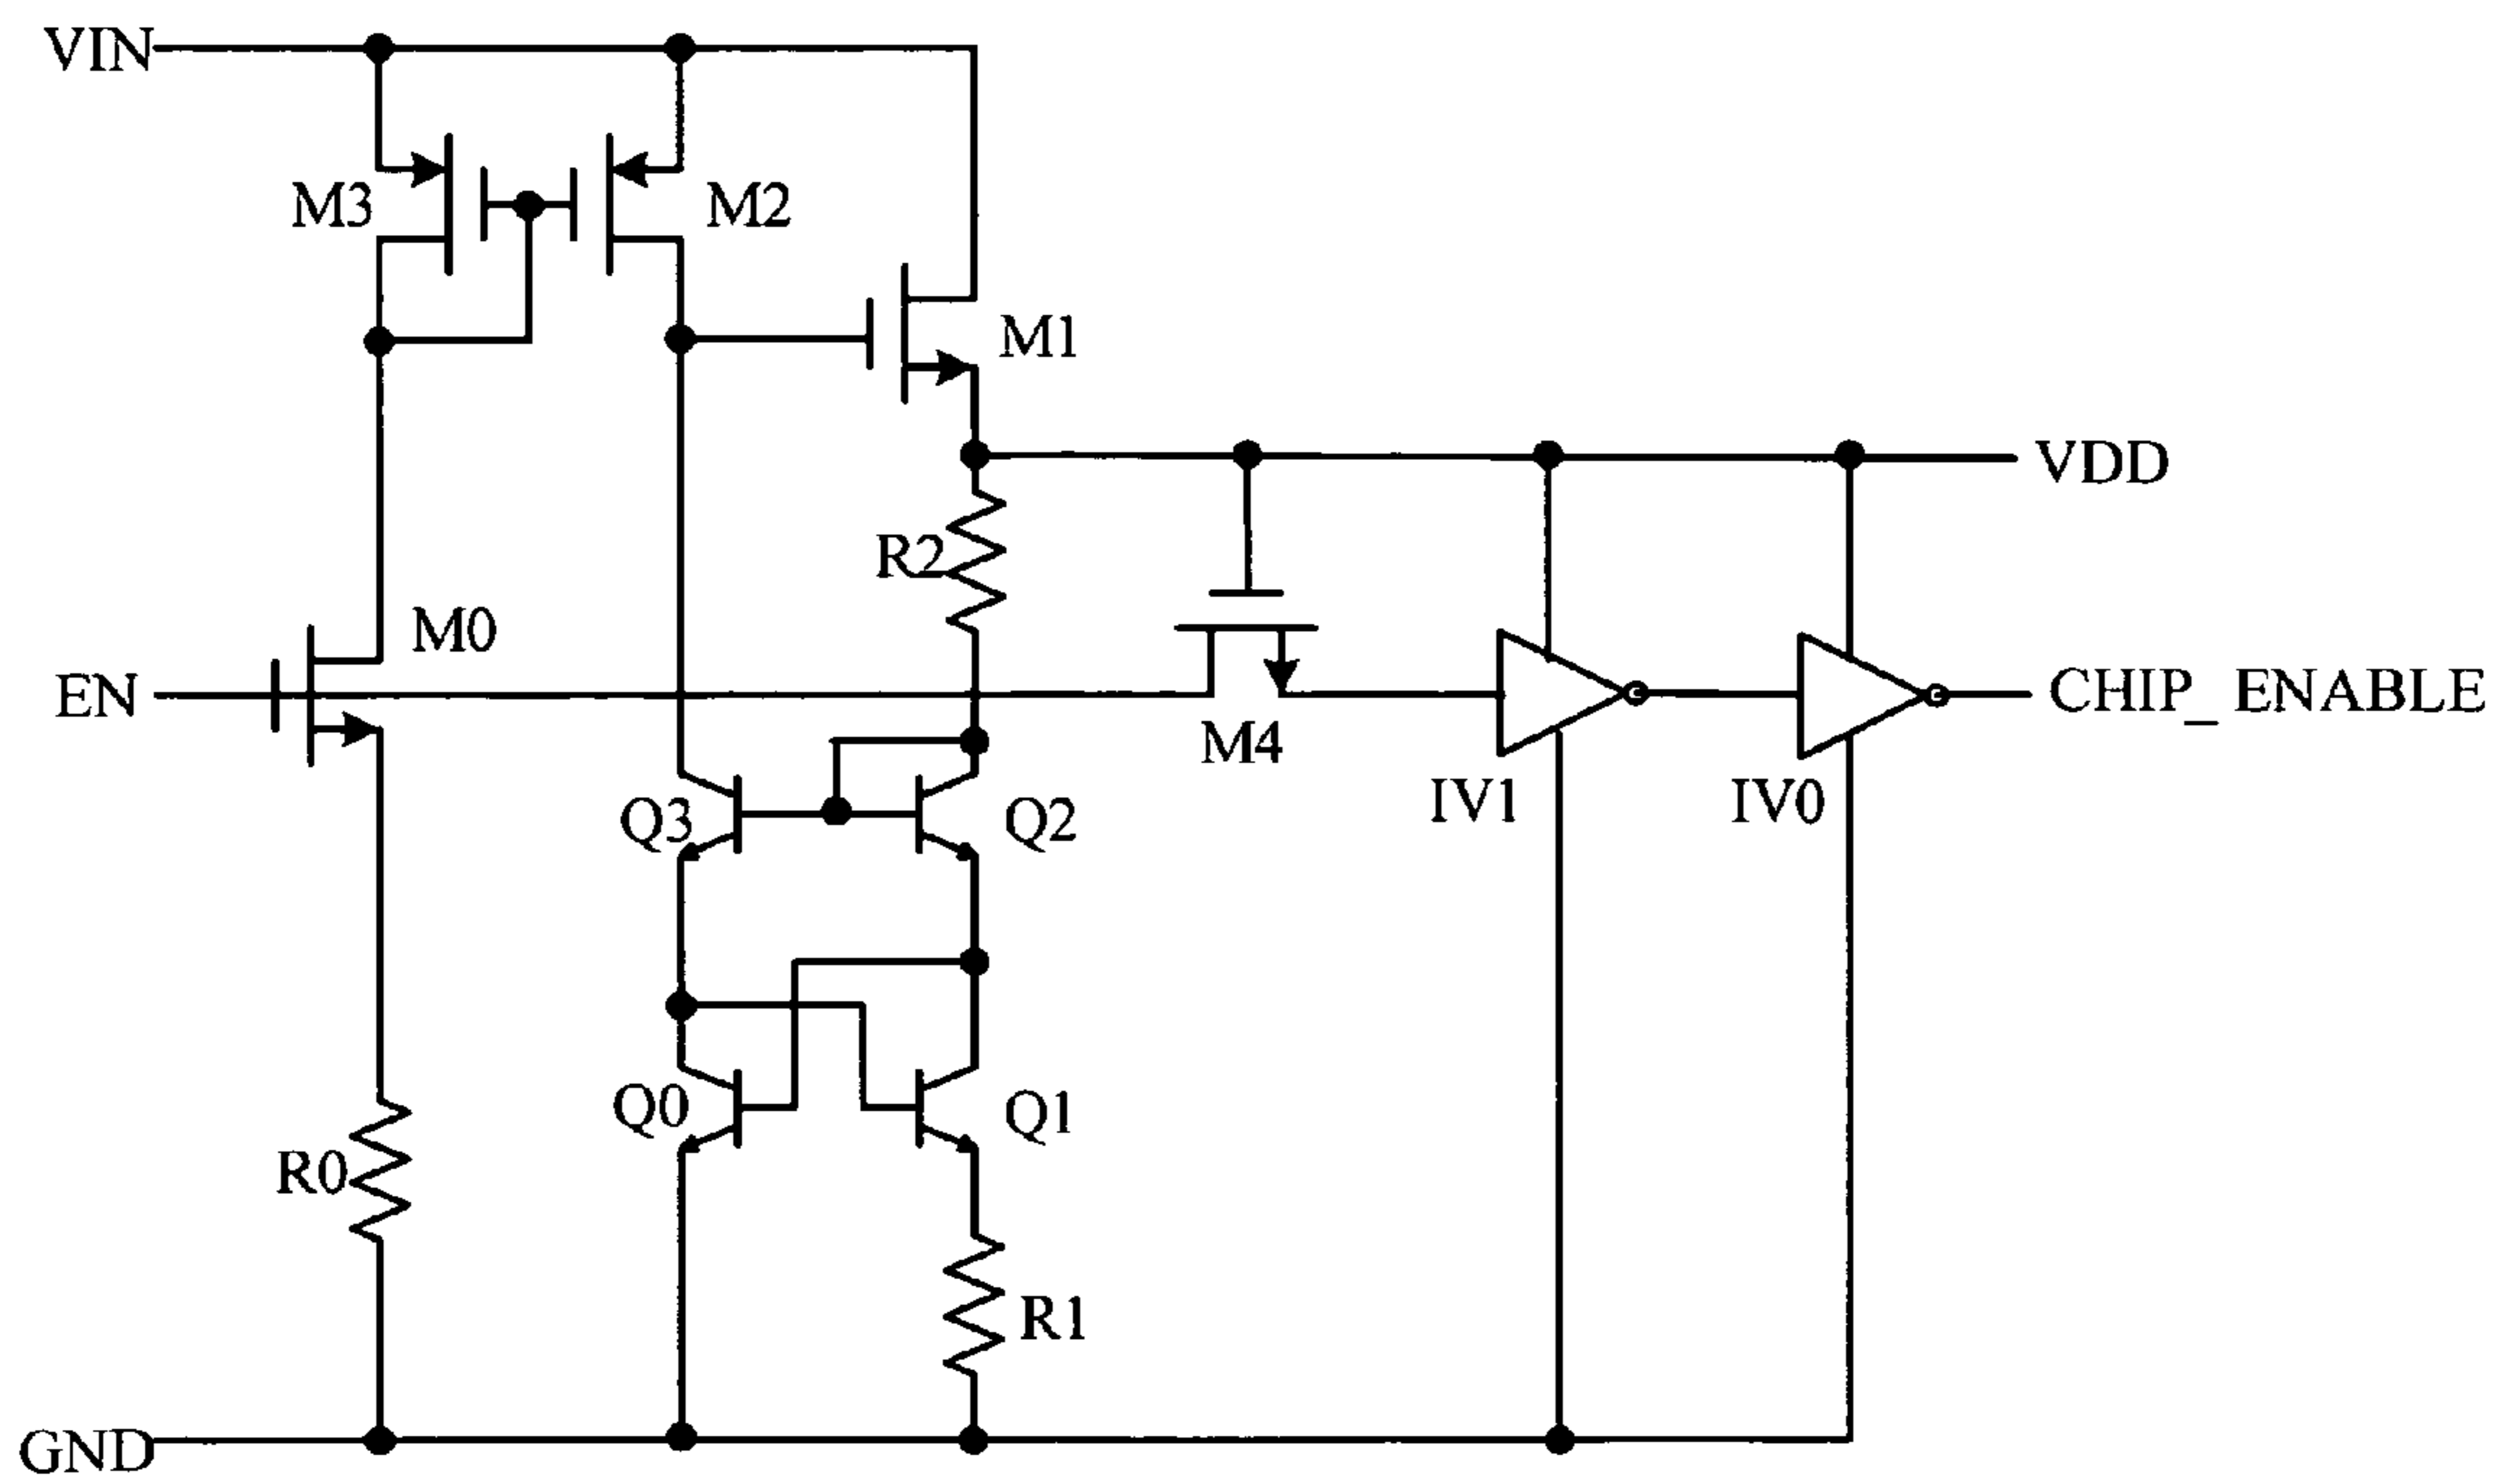 VIN
M3
M2
M1
VDD
R2
M0
EN
CHIP_ENABLE
M4
IV1
IV0
Q3
Q2
Q0
Q1
R0
R1
GND